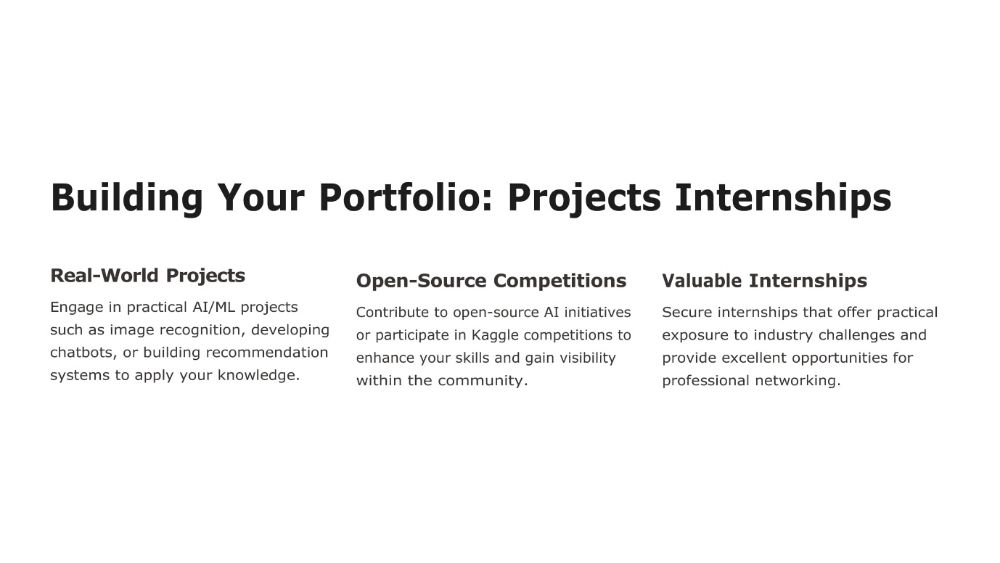 Building Your Portfolio: Projects Internships
Real-World Projects
Engage in practical AI/ML projects
such as image recognition, developing
chatbots, or building recommendation
systems to apply your knowledge.
Open-Source Competitions
Contribute to open-source AI initiatives
or participate in Kaggle competitions to
enhance your skills and gain visibility
within the community.
Valuable Internships
Secure internships that offer practical
exposure to industry challenges and
provide excellent opportunities for
professional networking.